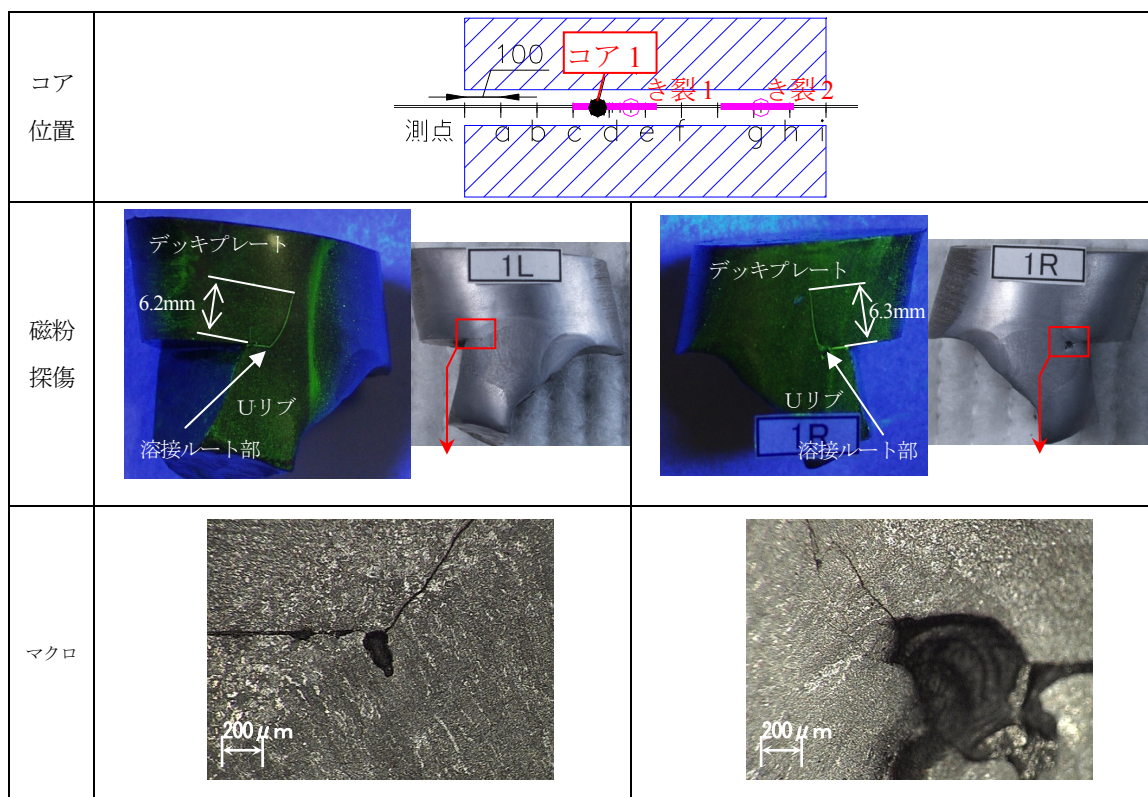 コア
位置
100
コア 1
き裂 1
き裂 2
測点
a b c d e f g h i
磁粉
探傷
デッキプレート
6.2mm
Uリブ
溶接ルート部
1L
デッキプレート
6.3mm
Uリブ
1R
溶接ルート部
1R
マクロ
200μm
200μm